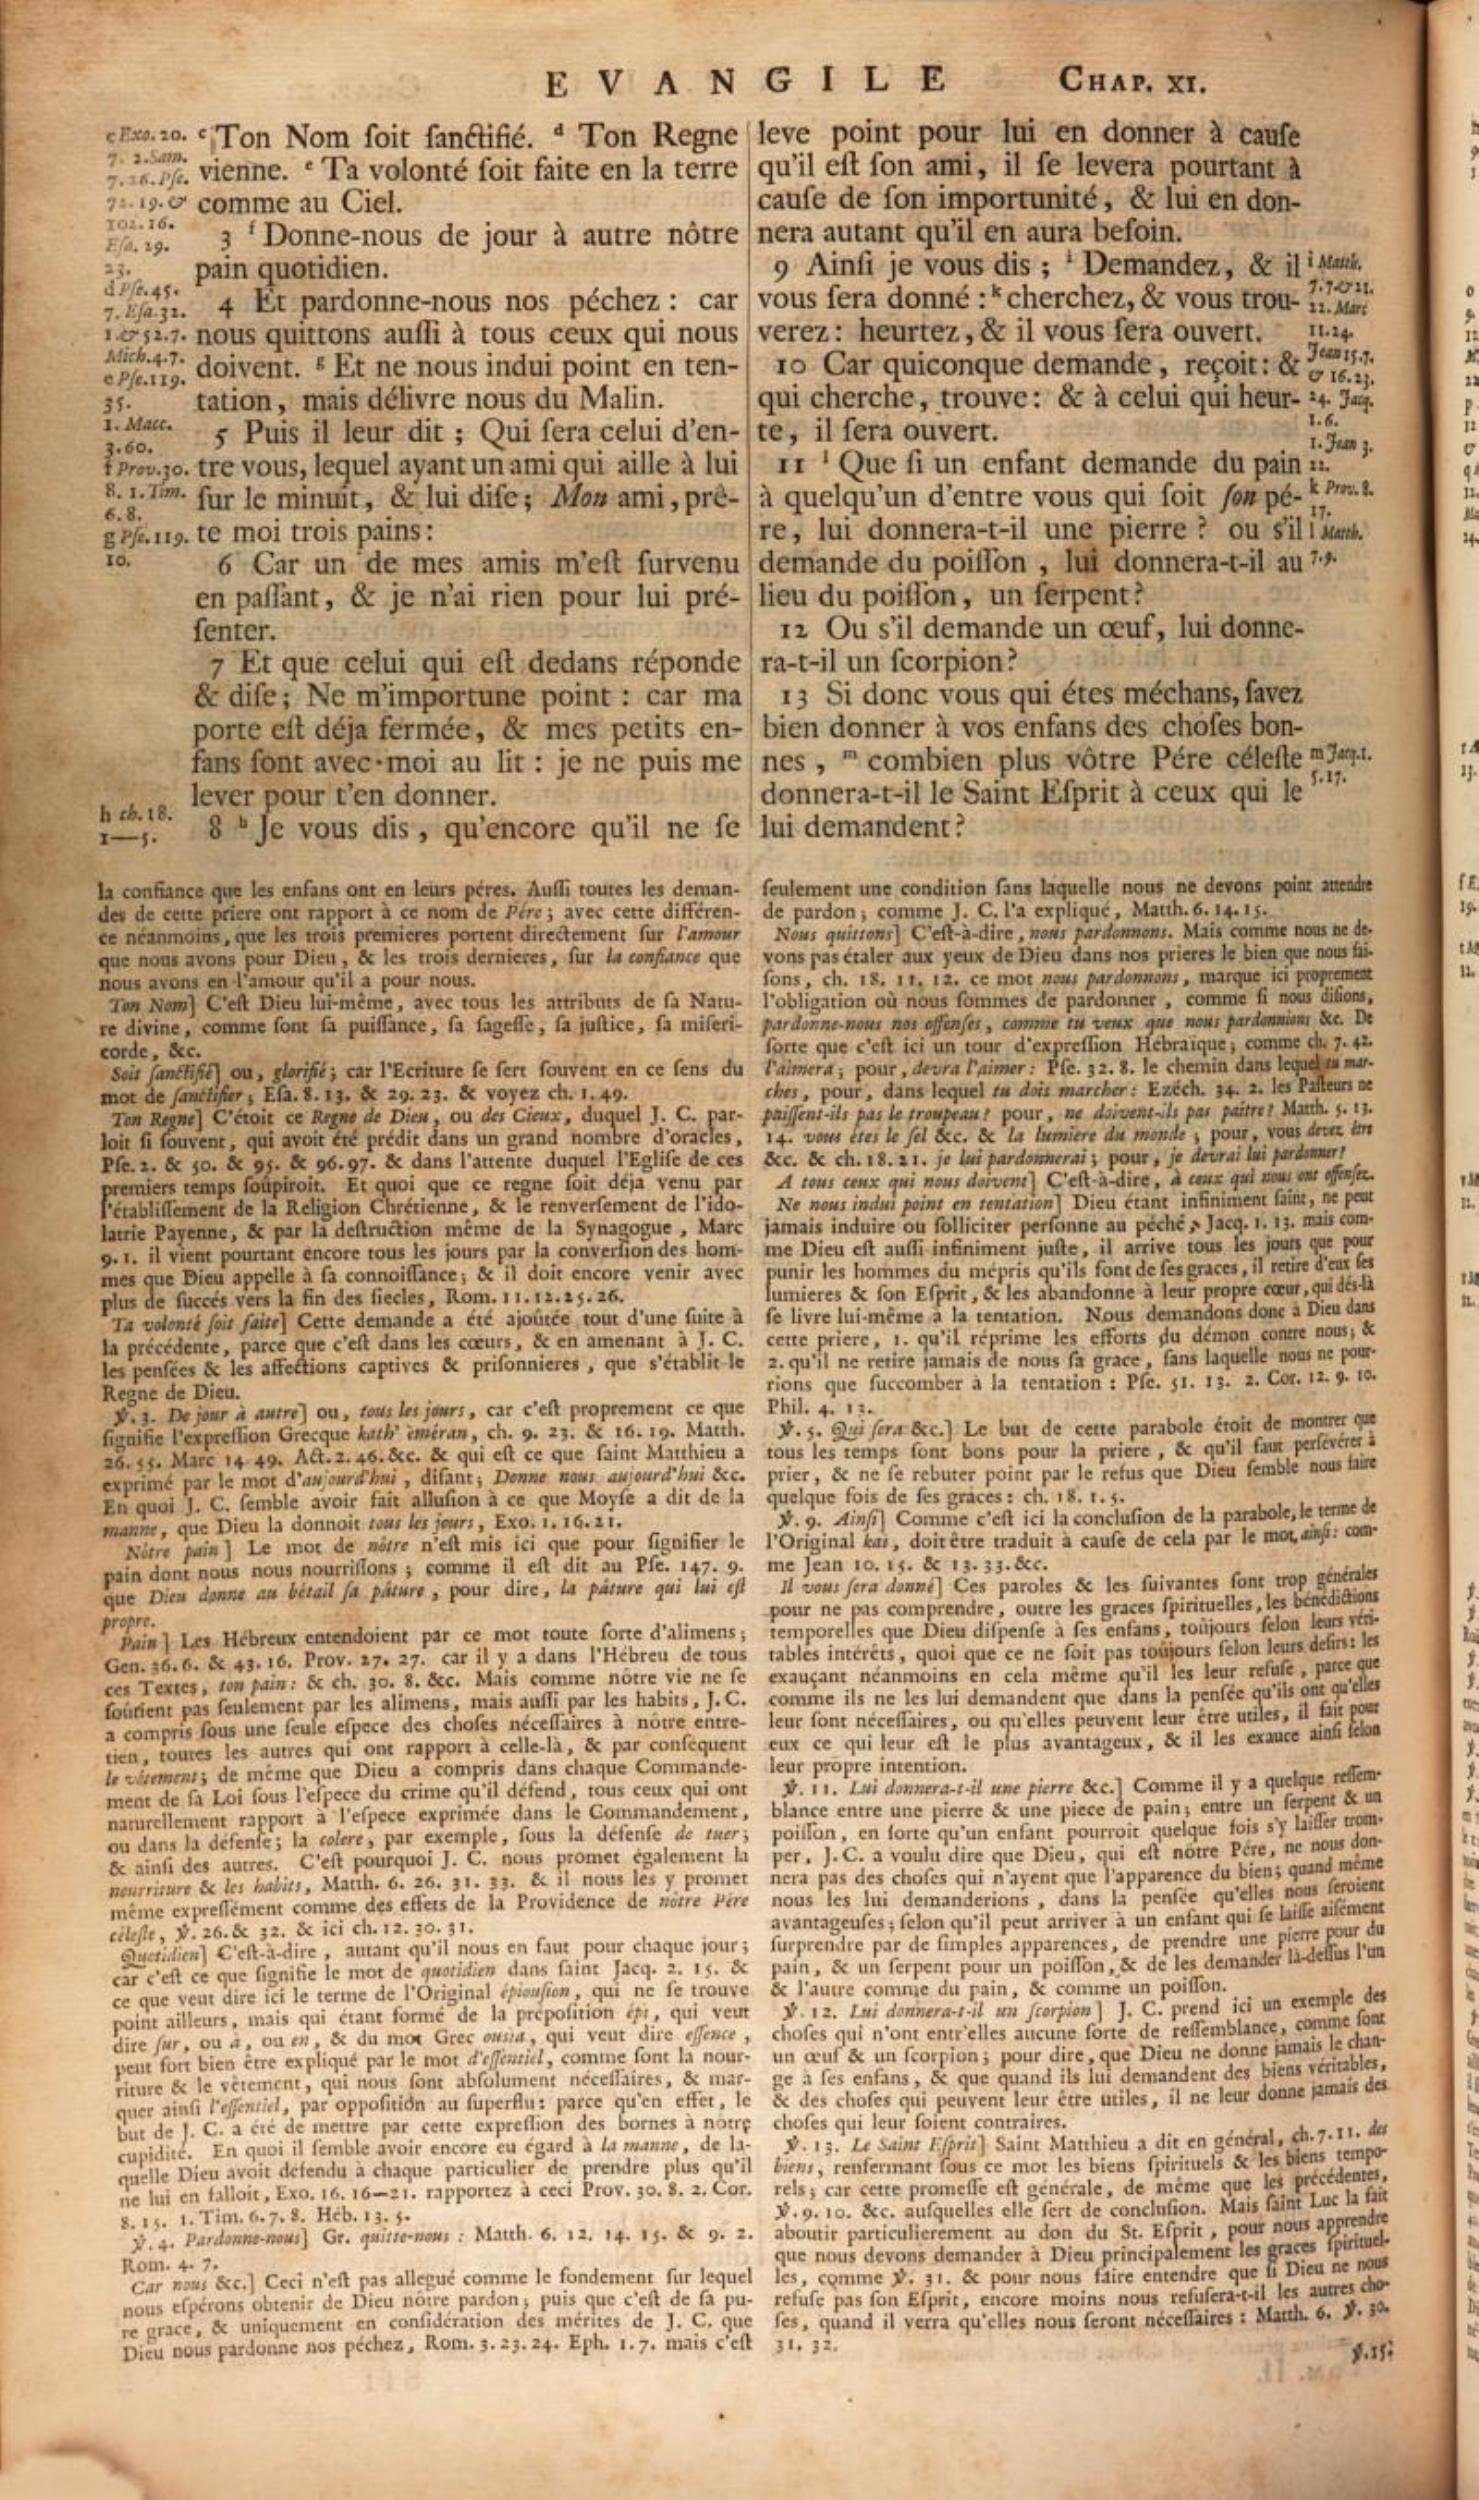 EVANGILE CHAP. XI.
c Exo. 20.
7. 2. Sam.
7. 26. Pſe.
72. 19. &
102. 16.
Eſa. 29.
23.
d Pſe. 45.
7. Eſa. 32.
1. & 52. 7.
Mich. 4. 7.
e Pſe. 119.
35.
1. Macc.
3. 60.
f Prov. 30.
8. 1. Tim.
6. 8.
g Pſe. 119.
10.
h ch. 18.
1—5.
c Ton Nom ſoit ſanctifié. d Ton Regne
vienne. e Ta volonté ſoit faite en la terre
comme au Ciel.
3 f Donne-nous de jour à autre nôtre
pain quotidien.
4 Et pardonne-nous nos péchez : car
nous quittons auſſi à tous ceux qui nous
doivent. g Et ne nous indui point en ten-
tation, mais délivre nous du Malin.
5 Puis il leur dit ; Qui ſera celui d'en-
tre vous, lequel ayant un ami qui aille à lui
ſur le minuit, & lui diſe ; Mon ami, prê-
te moi trois pains :
6 Car un de mes amis m'eſt ſurvenu
en paſſant, & je n'ai rien pour lui pré-
ſenter.
7 Et que celui qui eſt dedans réponde
& diſe ; Ne m'importune point : car ma
porte eſt déja fermée, & mes petits en-
fans ſont avec moi au lit : je ne puis me
lever pour t'en donner.
8 h Je vous dis, qu'encore qu'il ne ſe
leve point pour lui en donner à cauſe
qu'il eſt ſon ami, il ſe levera pourtant à
cauſe de ſon importunité, & lui en don-
nera autant qu'il en aura beſoin.
9 Ainſi je vous dis ; i Demandez, & il
vous ſera donné : k cherchez, & vous trou-
verez : heurtez, & il vous ſera ouvert.
10 Car quiconque demande, reçoit : &
qui cherche, trouve : & à celui qui heur-
te, il ſera ouvert.
11 l Que ſi un enfant demande du pain
à quelqu'un d'entre vous qui ſoit ſon pé-
re, lui donnera-t-il une pierre ? ou s'il
demande du poiſſon, lui donnera-t-il au
lieu du poiſſon, un ſerpent ?
12 Ou s'il demande un œuf, lui donne-
ra-t-il un ſcorpion ?
13 Si donc vous qui étes méchans, ſavez
bien donner à vos enfans des choſes bon-
nes, m combien plus vôtre Pére céleſte
donnera-t-il le Saint Eſprit à ceux qui le
lui demandent ?
i Matth.
7. 7. & 21.
22. Marc
11. 24.
Jean 15. 7.
& 16. 23.
24. Jacq.
1. 6.
1. Jean 3.
22.
k Prov. 8.
17.
l Matth.
7. 9.
m Jacq. 1.
5. 17.
la confiance que les enfans ont en leurs péres. Auſſi toutes les deman-
des de cette priere ont rapport à ce nom de Pére ; avec cette différen-
ce néanmoins, que les trois premieres portent directement ſur l'amour
que nous avons pour Dieu, & les trois dernieres, ſur la confiance que
nous avons en l'amour qu'il a pour nous.
Ton Nom] C'eſt Dieu lui-même, avec tous les attributs de ſa Natu-
re divine, comme ſont ſa puiſſance, ſa ſageſſe, ſa juſtice, ſa miſeri-
corde, &c.
Soit ſanctifié] ou, glorifié ; car l'Ecriture ſe ſert ſouvent en ce ſens du
mot de ſanctifier ; Eſa. 8. 13. & 29. 23. & voyez ch. 1. 49.
Ton Regne] C'étoit ce Regne de Dieu, ou des Cieux, duquel J. C. par-
loit ſi ſouvent, qui avoit été prédit dans un grand nombre d'oracles,
Pſe. 2. & 50. & 95. & 96. 97. & dans l'attente duquel l'Egliſe de ces
premiers temps ſoûpiroit. Et quoi que ce regne ſoit déja venu par
l'établiſſement de la Religion Chrétienne, & le renverſement de l'ido-
latrie Payenne, & par la deſtruction même de la Synagogue, Marc
9. 1. il vient pourtant encore tous les jours par la converſion des hom-
mes que Dieu appelle à ſa connoiſſance ; & il doit encore venir avec
plus de ſuccés vers la fin des ſiecles, Rom. 11. 12. 25. 26.
Ta volonté ſoit faite] Cette demande a été ajoûtée tout d'une ſuite à
la précédente, parce que c'eſt dans les cœurs, & en amenant à J. C.
les penſées & les affections captives & priſonnieres, que s'établit le
Regne de Dieu.
℣. 3. De jour à autre] ou, tous les jours, car c'eſt proprement ce que
ſignifie l'expreſſion Grecque kath' éméran, ch. 9. 23. & 16. 19. Matth.
26. 55. Marc 14 49. Act. 2. 46. &c. & qui eſt ce que ſaint Matthieu a
exprimé par le mot d'aujourd'hui, diſant ; Donne nous aujourd'hui &c.
En quoi J. C. ſemble avoir fait alluſion à ce que Moyſe a dit de la
manne, que Dieu la donnoit tous les jours, Exo. 1. 16. 21.
Nôtre pain] Le mot de nôtre n'eſt mis ici que pour ſignifier le
pain dont nous nous nourriſſons ; comme il eſt dit au Pſe. 147. 9.
que Dieu donne au bétail ſa pâture, pour dire, la pâture qui lui eſt
propre.
Pain] Les Hébreux entendoient par ce mot toute ſorte d'alimens ;
Gen. 36. 6. & 43. 16. Prov. 27. 27. car il y a dans l'Hébreu de tous
ces Textes, ton pain : & ch. 30. 8. &c. Mais comme nôtre vie ne ſe
ſoûtient pas ſeulement par les alimens, mais auſſi par les habits, J. C.
a compris ſous une ſeule eſpece des choſes néceſſaires à nôtre entre-
tien, toutes les autres qui ont rapport à celle-là, & par conſéquent
le vêtement ; de même que Dieu a compris dans chaque Commande-
ment de ſa Loi ſous l'eſpece du crime qu'il défend, tous ceux qui ont
naturellement rapport à l'eſpece exprimée dans le Commandement,
ou dans la défenſe ; la colere, par exemple, ſous la défenſe de tuer ;
& ainſi des autres. C'eſt pourquoi J. C. nous promet également la
nourriture & les habits, Matth. 6. 26. 31. 33. & il nous les y promet
même expreſſément comme des effets de la Providence de nôtre Pére
céleſte, ℣. 26. & 32. & ici ch. 12. 30. 31.
Quotidien] C'eſt-à-dire, autant qu'il nous en faut pour chaque jour ;
car c'eſt ce que ſignifie le mot de quotidien dans ſaint Jacq. 2. 15. &
ce que veut dire ici le terme de l'Original épiouſion, qui ne ſe trouve
point ailleurs, mais qui étant formé de la prépoſition épi, qui veut
dire ſur, ou à, ou en, & du mot Grec ouſia, qui veut dire eſſence,
peut fort bien être expliqué par le mot d'eſſentiel, comme ſont la nour-
riture & le vêtement, qui nous ſont abſolument néceſſaires, & mar-
quer ainſi l'eſſentiel, par oppoſition au ſuperflu : parce qu'en effet, le
but de J. C. a été de mettre par cette expreſſion des bornes à nôtre
cupidité. En quoi il ſemble avoir encore eu égard à la manne, de la-
quelle Dieu avoit défendu à chaque particulier de prendre plus qu'il
ne lui en falloit, Exo. 16. 16—21. rapportez à ceci Prov. 30. 8. 2. Cor.
8. 15. 1. Tim. 6. 7. 8. Héb. 13. 5.
℣. 4. Pardonne-nous] Gr. quitte-nous : Matth. 6. 12. 14. 15. & 9. 2.
Rom. 4. 7.
Car nous &c.] Ceci n'eſt pas allegué comme le fondement ſur lequel
nous eſpérons obtenir de Dieu nôtre pardon ; puis que c'eſt de ſa pu-
re grace, & uniquement en conſidération des mérites de J. C. que
Dieu nous pardonne nos péchez, Rom. 3. 23. 24. Eph. 1. 7. mais c'eſt
ſeulement une condition ſans laquelle nous ne devons point attendre
de pardon ; comme J. C. l'a expliqué, Matth. 6. 14. 15.
Nous quittons] C'eſt-à-dire, nous pardonnons. Mais comme nous ne de-
vons pas étaler aux yeux de Dieu dans nos prieres le bien que nous fai-
ſons, ch. 18. 11. 12. ce mot nous pardonnons, marque ici proprement
l'obligation où nous ſommes de pardonner, comme ſi nous diſions,
pardonne-nous nos offenſes, comme tu veux que nous pardonnions &c. De
ſorte que c'eſt ici un tour d'expreſſion Hébraïque ; comme ch. 7. 42.
l'aimera ; pour, devra l'aimer : Pſe. 32. 8. le chemin dans lequel tu mar-
ches, pour, dans lequel tu dois marcher : Ezéch. 34. 2. les Paſteurs ne
paiſſent-ils pas le troupeau ? pour, ne doivent-ils pas paître ? Matth. 5. 13.
14. vous étes le ſel &c. & la lumiere du monde ; pour, vous devez être
&c. & ch. 18. 21. je lui pardonnerai ; pour, je devrai lui pardonner ?
A tous ceux qui nous doivent] C'eſt-à-dire, à ceux qui nous ont offenſez.
Ne nous indui point en tentation] Dieu étant infiniment ſaint, ne peut
jamais induire ou ſolliciter perſonne au péché, Jacq. 1. 13. mais com-
me Dieu eſt auſſi infiniment juſte, il arrive tous les jours que pour
punir les hommes du mépris qu'ils font de ſes graces, il retire d'eux ſes
lumieres & ſon Eſprit, & les abandonne à leur propre cœur, qui dés-là
ſe livre lui-même à la tentation. Nous demandons donc à Dieu dans
cette priere, 1. qu'il réprime les efforts du démon contre nous ; &
2. qu'il ne retire jamais de nous ſa grace, ſans laquelle nous ne pour-
rions que ſuccomber à la tentation : Pſe. 51. 13. 2. Cor. 12. 9. 10.
Phil. 4. 13.
℣. 5. Qui ſera &c.] Le but de cette parabole étoit de montrer que
tous les temps ſont bons pour la priere, & qu'il faut perſévérer à
prier, & ne ſe rebuter point par le refus que Dieu ſemble nous faire
quelque fois de ſes graces : ch. 18. 1. 5.
℣. 9. Ainſi] Comme c'eſt ici la concluſion de la parabole, le terme de
l'Original kai, doit être traduit à cauſe de cela par le mot, ainſi : com-
me Jean 10. 15. & 13. 33. &c.
Il vous ſera donné] Ces paroles & les ſuivantes ſont trop générales
pour ne pas comprendre, outre les graces ſpirituelles, les bénédictions
temporelles que Dieu diſpenſe à ſes enfans, toûjours ſelon leurs véri-
tables intérêts, quoi que ce ne ſoit pas toûjours ſelon leurs deſirs : les
exauçant néanmoins en cela même qu'il les leur refuſe, parce que
comme ils ne les lui demandent que dans la penſée qu'ils ont qu'elles
leur ſont néceſſaires, ou qu'elles peuvent leur être utiles, il fait pour
eux ce qui leur eſt le plus avantageux, & il les exauce ainſi ſelon
leur propre intention.
℣. 11. Lui donnera-t-il une pierre &c.] Comme il y a quelque reſſem-
blance entre une pierre & une piece de pain ; entre un ſerpent & un
poiſſon, en ſorte qu'un enfant pourroit quelque fois s'y laiſſer trom-
per, J. C. a voulu dire que Dieu, qui eſt nôtre Pére, ne nous don-
nera pas des choſes qui n'ayent que l'apparence du bien ; quand même
nous les lui demanderions, dans la penſée qu'elles nous ſeroient
avantageuſes ; ſelon qu'il peut arriver à un enfant qui ſe laiſſe aiſément
ſurprendre par de ſimples apparences, de prendre une pierre pour du
pain, & un ſerpent pour un poiſſon, & de les demander là-deſſus l'un
& l'autre comme du pain, & comme un poiſſon.
℣. 12. Lui donnera-t-il un ſcorpion] J. C. prend ici un exemple des
choſes qui n'ont entr'elles aucune ſorte de reſſemblance, comme ſont
un œuf & un ſcorpion ; pour dire, que Dieu ne donne jamais le chan-
ge à ſes enfans, & que quand ils lui demandent des biens véritables,
& des choſes qui peuvent leur être utiles, il ne leur donne jamais des
choſes qui leur ſoient contraires.
℣. 13. Le Saint Eſprit] Saint Matthieu a dit en général, ch. 7. 11. des
biens, renfermant ſous ce mot les biens ſpirituels & les biens tempo-
rels ; car cette promeſſe eſt générale, de même que les précédentes,
℣. 9. 10. &c. auſquelles elle ſert de concluſion. Mais ſaint Luc la fait
aboutir particulierement au don du St. Eſprit, pour nous apprendre
que nous devons demander à Dieu principalement les graces ſpirituel-
les, comme ℣. 31. & pour nous faire entendre que ſi Dieu ne nous
refuſe pas ſon Eſprit, encore moins nous refuſera-t-il les autres cho-
ſes, quand il verra qu'elles nous ſeront néceſſaires : Matth. 6. ℣. 30.
31. 32.
℣. 15.